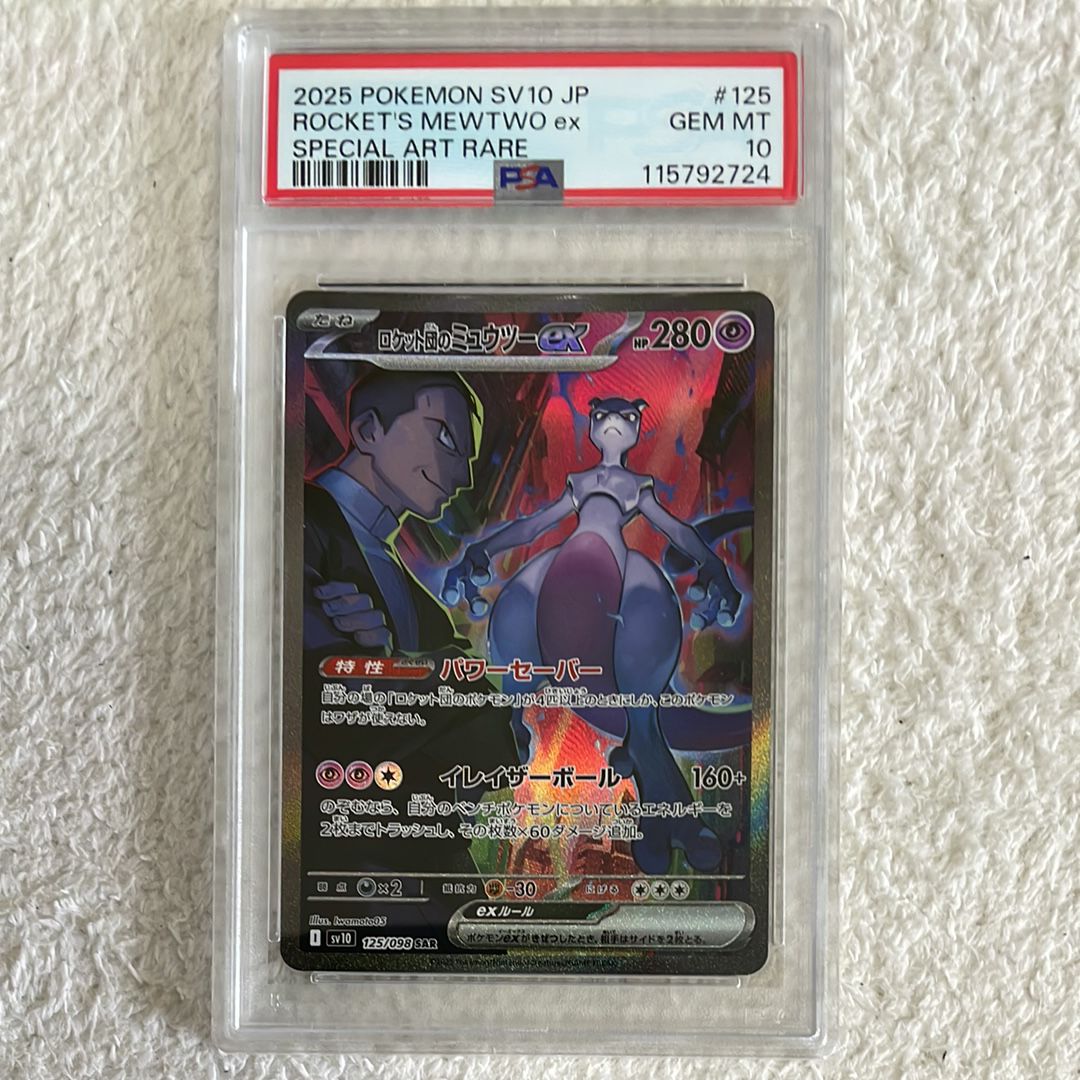 2025 POKEMON SV10 JP #125
ROCKET'S MEWTWO ex GEM MT
SPECIAL ART RARE 10
PSA 115792724
たね
ロケット団のミュウツーex HP280
特性 パワーセーバー
自分の場の「ロケット団のポケモン」が4匹以上のときにしか、このポケモン
はワザが使えない。
イレイザーボール 160+
のぞむなら、自分のベンチポケモンについているエネルギーを
2枚までトラッシュし、その枚数×60ダメージ追加。
弱点 ×2 抵抗力 -30 にげる
Illus. Iwamoto05
exルール
ポケモンexがきぜつしたとき、相手はサイドを2枚とる。
I sv10 125/098 SAR